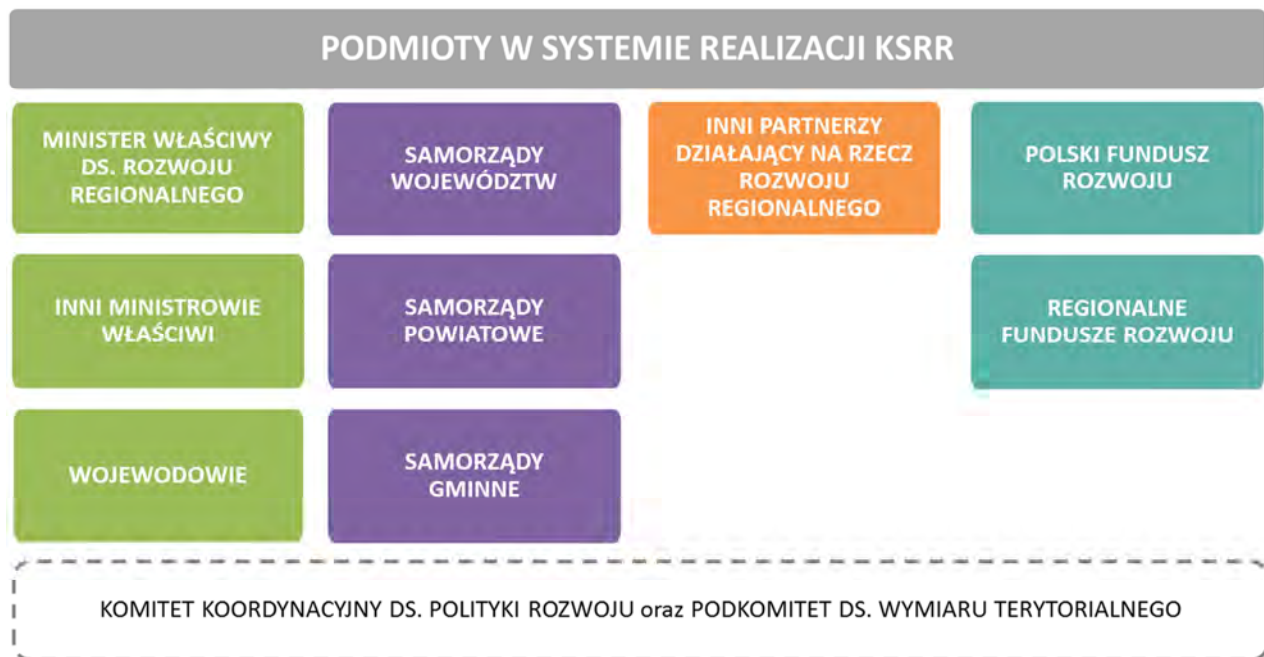 PODMIOTY W SYSTEMIE REALIZACJI KSRR
MINISTER WŁAŚCIWY
DS. ROZWOJU
REGIONALNEGO
SAMORZĄDY
WOJEWÓDZTW
INNI PARTNERZY
DZIAŁAJĄCY NA RZECZ
ROZWOJU
REGIONALNEGO
POLSKI FUNDUSZ
ROZWOJU
INNI MINISTROWIE
WŁAŚCIWI
SAMORZĄDY
POWIATOWE
REGIONALNE
FUNDUSZE ROZWOJU
WOJEWODOWIE
SAMORZĄDY
GMINNE
KOMITET KOORDYNACYJNY DS. POLITYKI ROZWOJU oraz PODKOMITET DS. WYMIARU TERYTORIALNEGO